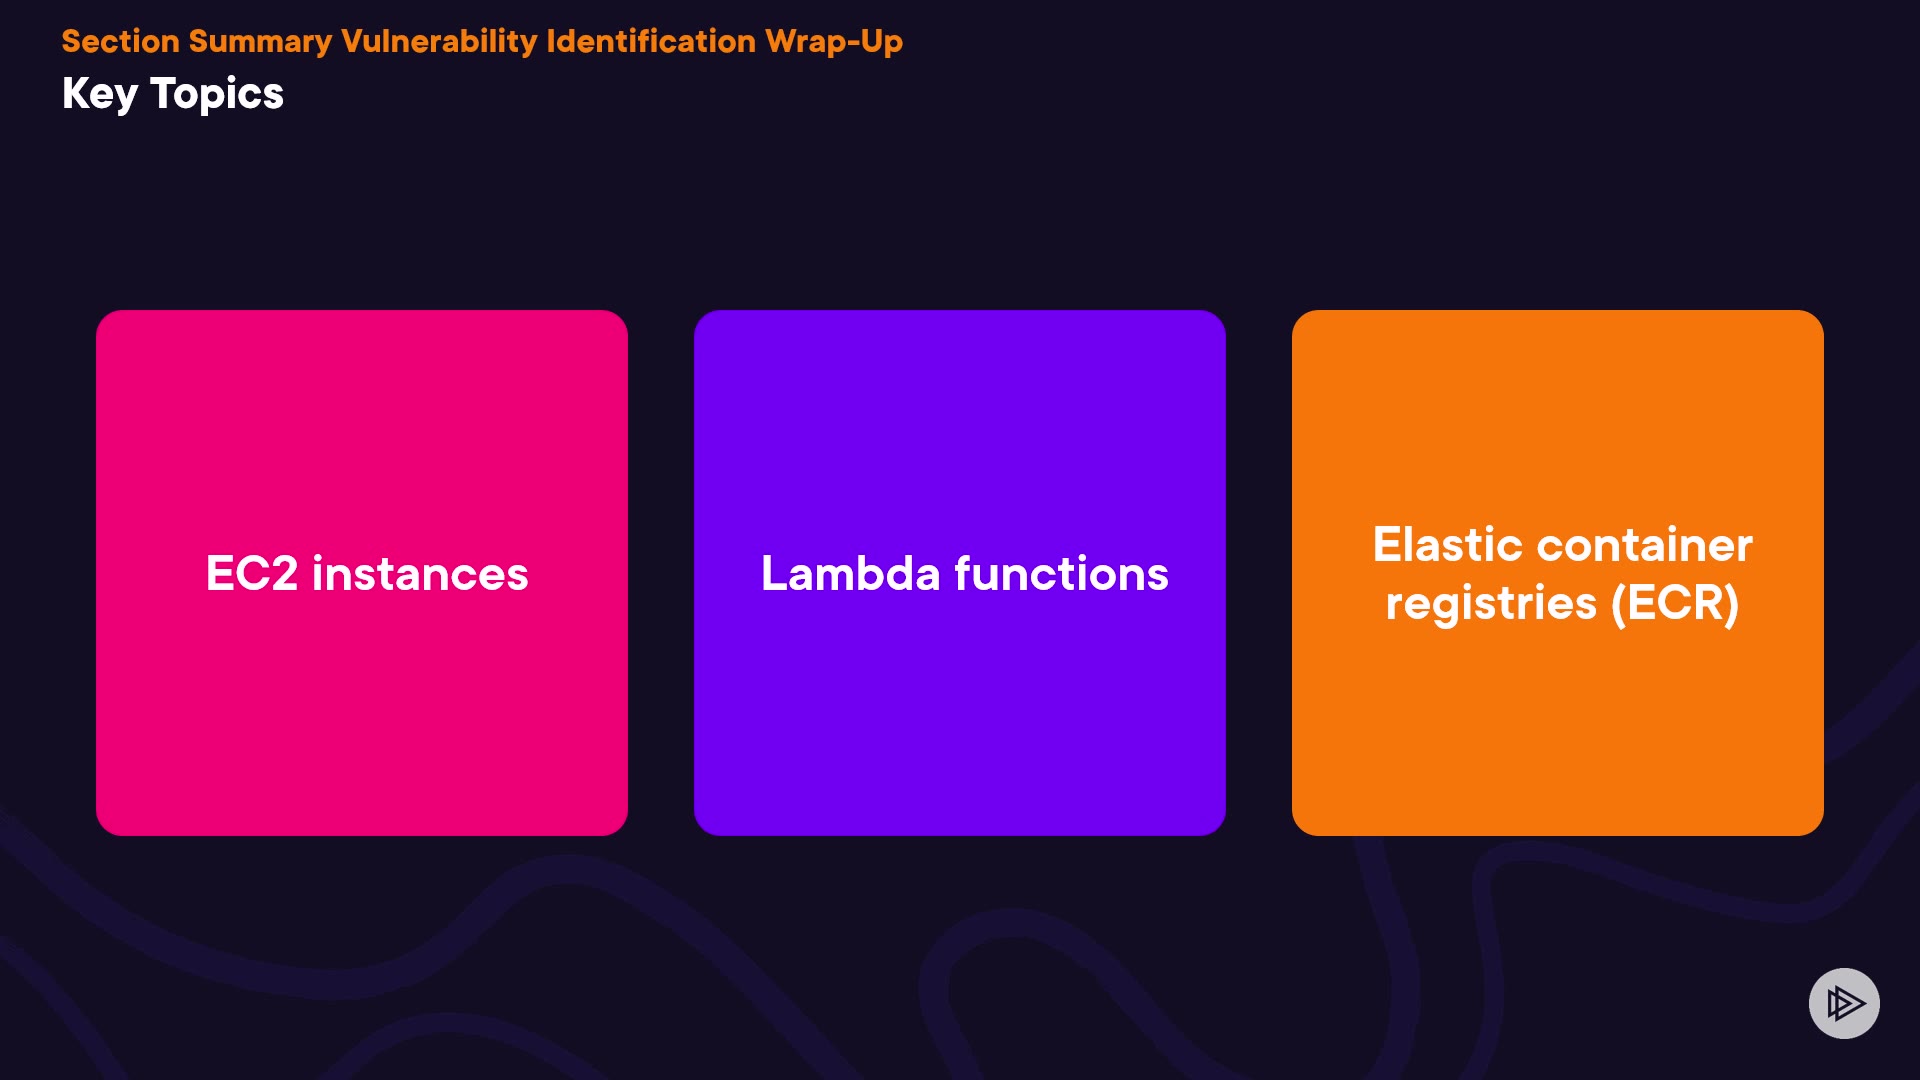 Section Summary Vulnerability Identification Wrap-Up
Key Topics
EC2 instances
Lambda functions
Elastic container
registries (ECR)